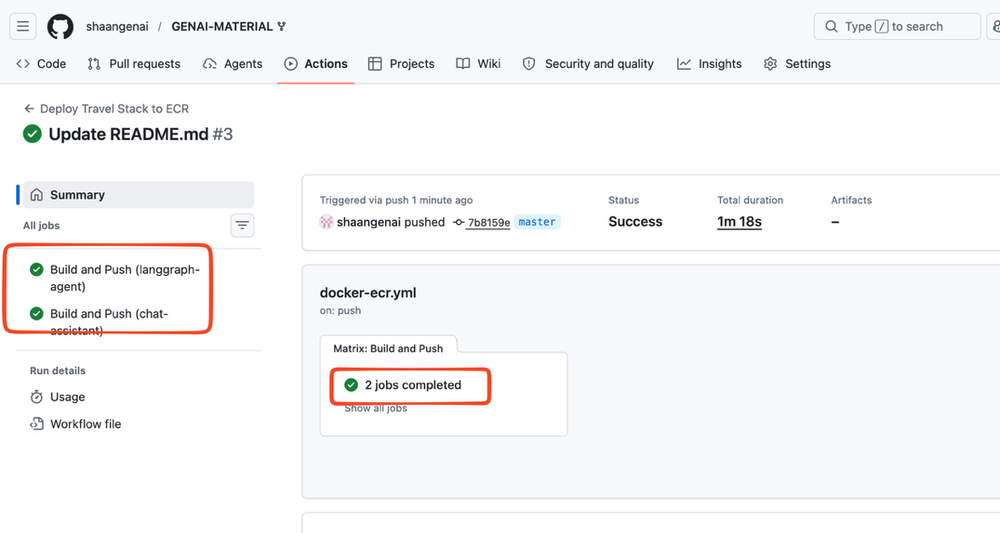 shaangenai / GENAI-MATERIAL
Type / to search
Code Pull requests Agents Actions Projects Wiki Security and quality Insights Settings
← Deploy Travel Stack to ECR
Update README.md #3
Summary
All jobs
Build and Push (langgraph-
agent)
Build and Push (chat-
assistant)
Run details
Usage
Workflow file
Triggered via push 1 minute ago
shaangenai pushed 7b8159e master
Status
Success
Total duration
1m 18s
Artifacts
–
docker-ecr.yml
on: push
Matrix: Build and Push
2 jobs completed
Show all jobs